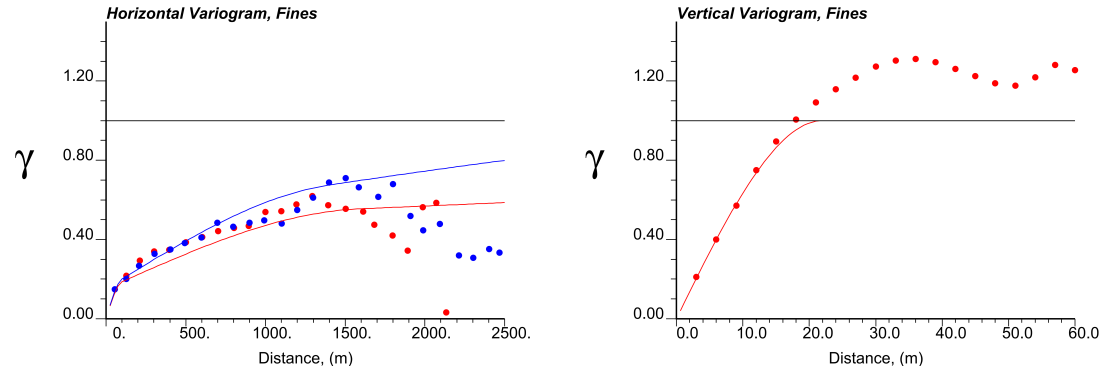 Horizontal Variogram, Fines
γ
1.20
0.80
0.40
0.00
0. 500. 1000. 1500. 2000. 2500.
Distance, (m)
Vertical Variogram, Fines
γ
1.20
0.80
0.40
0.00
0.0 10.0 20.0 30.0 40.0 50.0 60.0
Distance, (m)